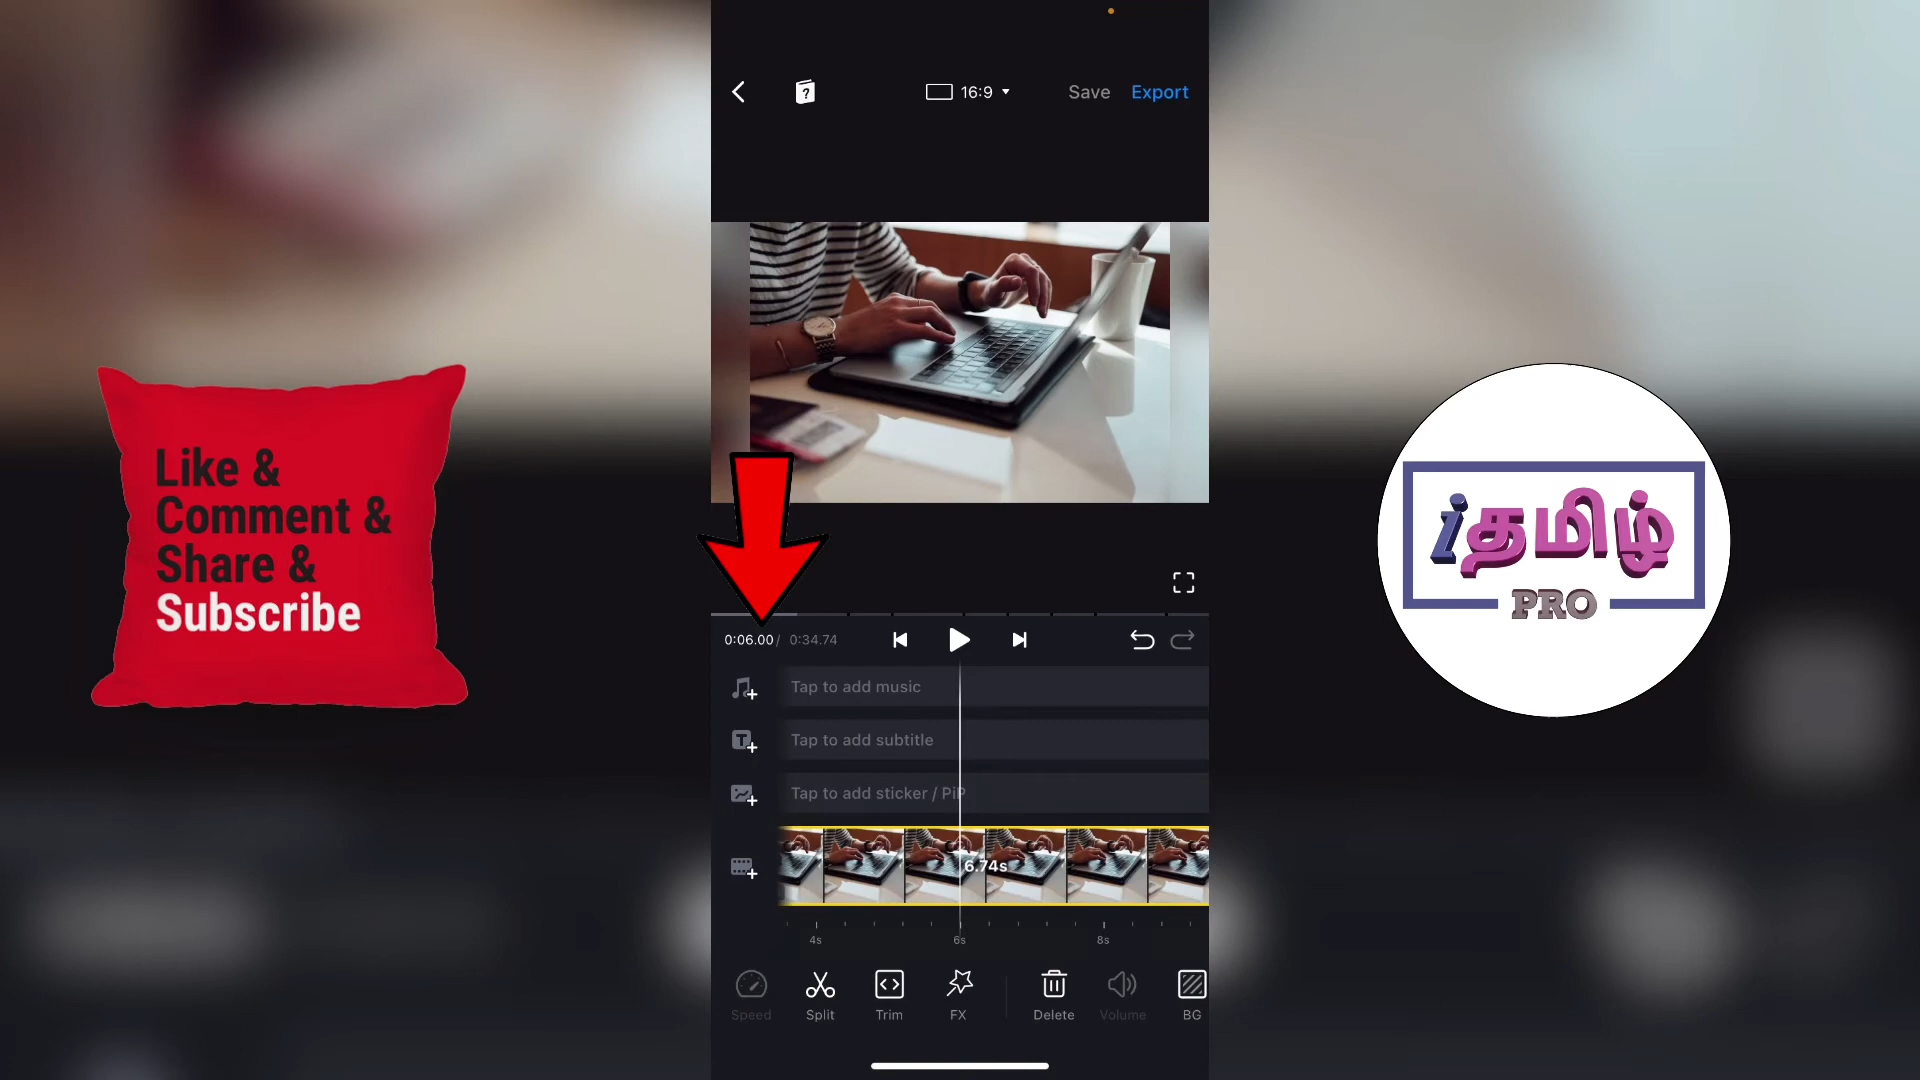 16:9
Save
Export
Like &
Comment &
Share &
Subscribe
iதமிழ்
PRO
0:06.00 / 0:34.74
Tap to add music
Tap to add subtitle
Tap to add sticker / PiP
6.74s
4s
6s
8s
Speed
Split
Trim
FX
Delete
Volume
BG